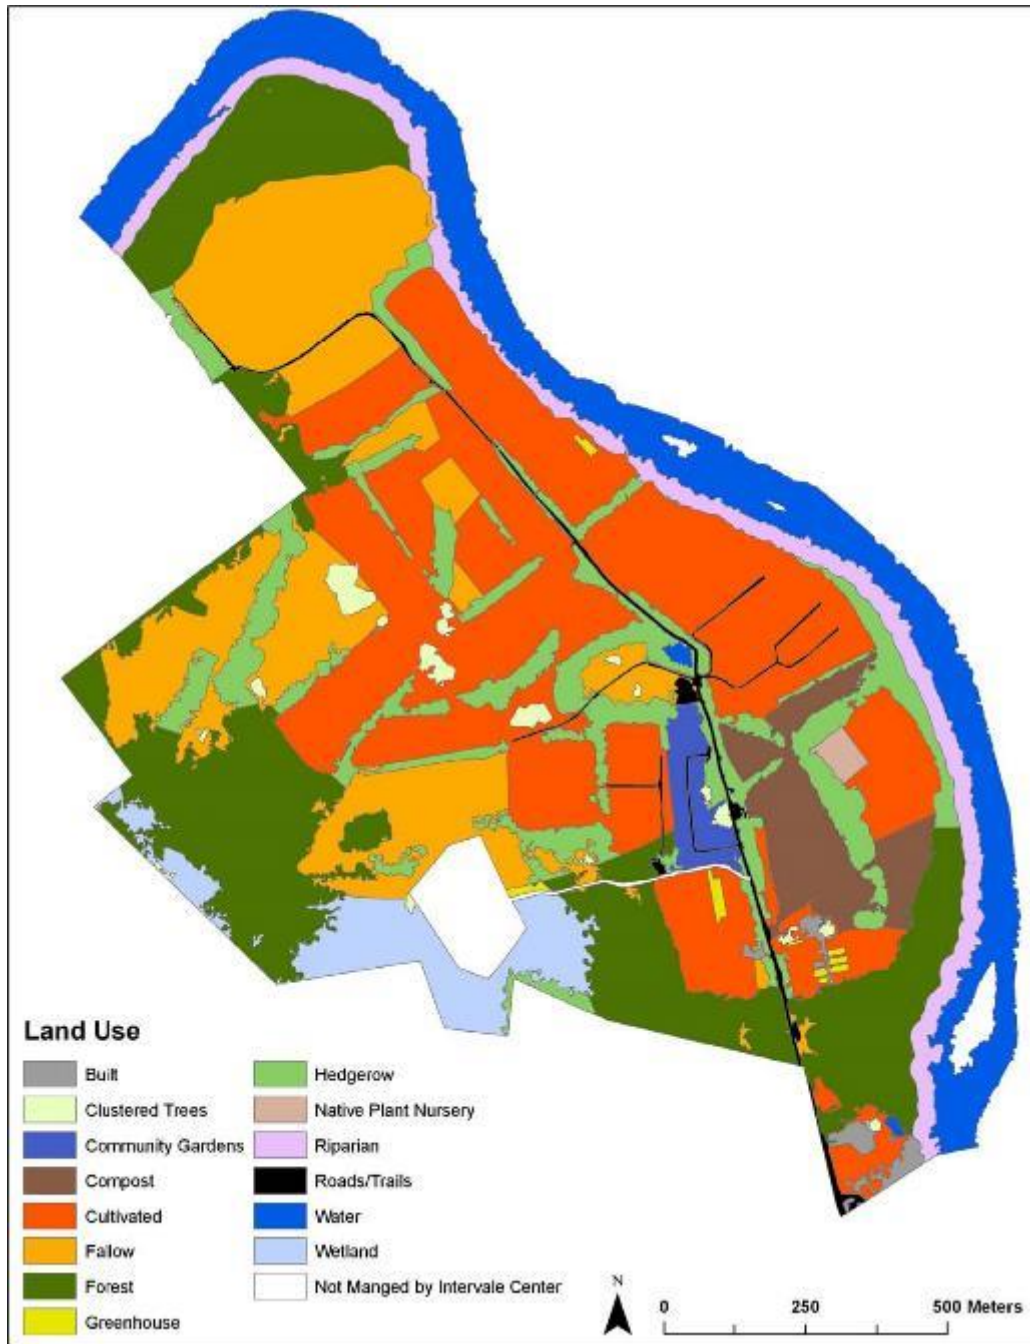 Land Use
Built
Clustered Trees
Community Gardens
Compost
Cultivated
Fallow
Forest
Greenhouse
Hedgerow
Native Plant Nursery
Riparian
Roads/Trails
Water
Wetland
Not Manged by Intervale Center
N
0 250 500 Meters